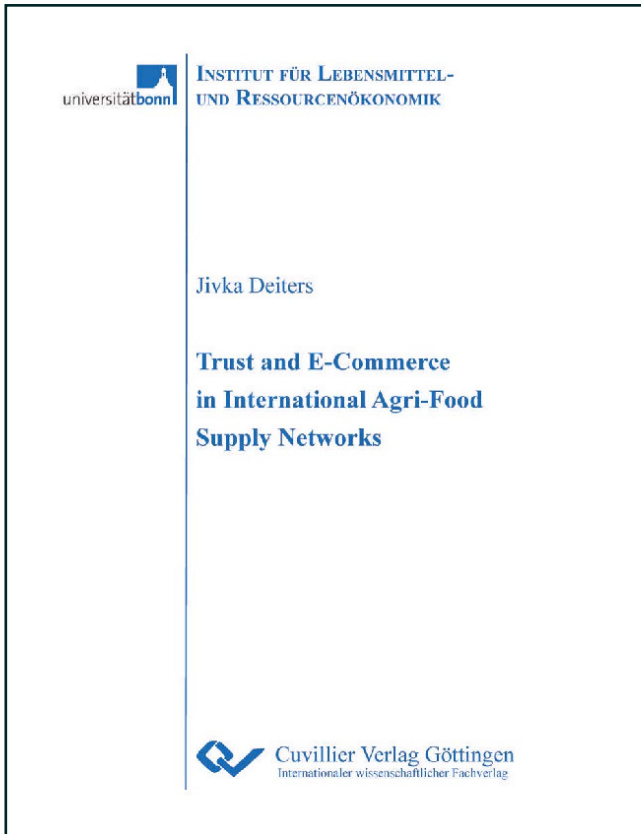 universitätbonn
INSTITUT FÜR LEBENSMITTEL-
UND RESSOURCENÖKONOMIK
Jivka Deiters
Trust and E-Commerce
in International Agri-Food
Supply Networks
Cuvillier Verlag Göttingen
Internationaler wissenschaftlicher Fachverlag